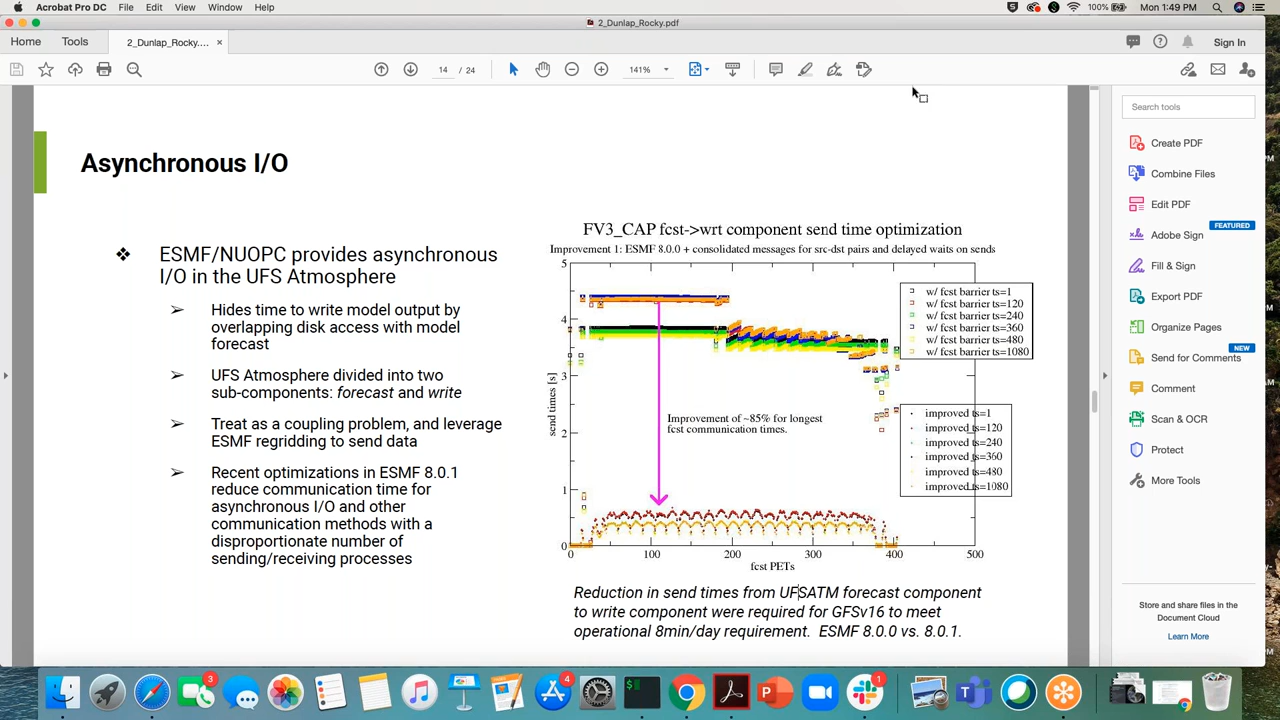 Acrobat Pro DC File Edit View Window Help
100% Mon 1:49 PM
2_Dunlap_Rocky.pdf
Home Tools 2_Dunlap_Rocky.... × Sign In
14 / 24 141%
Search tools
Asynchronous I/O
❖ ESMF/NUOPC provides asynchronous
I/O in the UFS Atmosphere
➢ Hides time to write model output by
overlapping disk access with model
forecast
➢ UFS Atmosphere divided into two
sub-components: forecast and write
➢ Treat as a coupling problem, and leverage
ESMF regridding to send data
➢ Recent optimizations in ESMF 8.0.1
reduce communication time for
asynchronous I/O and other
communication methods with a
disproportionate number of
sending/receiving processes
FV3_CAP fcst->wrt component send time optimization
Improvement 1: ESMF 8.0.0 + consolidated messages for src-dst pairs and delayed waits on sends
5
4
3
2
1
0
send times [s]
w/ fcst barrier ts=1
w/ fcst barrier ts=120
w/ fcst barrier ts=240
w/ fcst barrier ts=360
w/ fcst barrier ts=480
w/ fcst barrier ts=1080
Improvement of ~85% for longest
fcst communication times.
improved ts=1
improved ts=120
improved ts=240
improved ts=360
improved ts=480
improved ts=1080
0 100 200 300 400 500
fcst PETs
Reduction in send times from UFSATM forecast component
to write component were required for GFSv16 to meet
operational 8min/day requirement. ESMF 8.0.0 vs. 8.0.1.
Create PDF
Combine Files
Edit PDF
FEATURED
Adobe Sign
Fill & Sign
Export PDF
Organize Pages
NEW
Send for Comments
Comment
Scan & OCR
Protect
More Tools
Store and share files in the
Document Cloud
Learn More
3
4
1